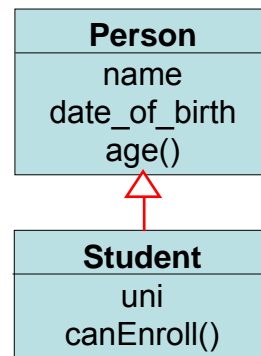 Person
name
date_of_birth
age()
Student
uni
canEnroll()